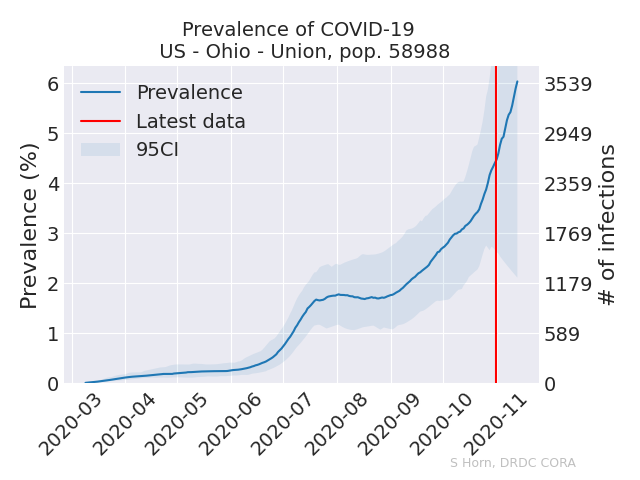 Prevalence of COVID-19
US - Ohio - Union, pop. 58988
Prevalence
Latest data
95CI
Prevalence (%)
6
5
4
3
2
1
0
3539
2949
2359
1769
1179
589
0
# of infections
2020-03
2020-04
2020-05
2020-06
2020-07
2020-08
2020-09
2020-10
2020-11
S Horn, DRDC CORA